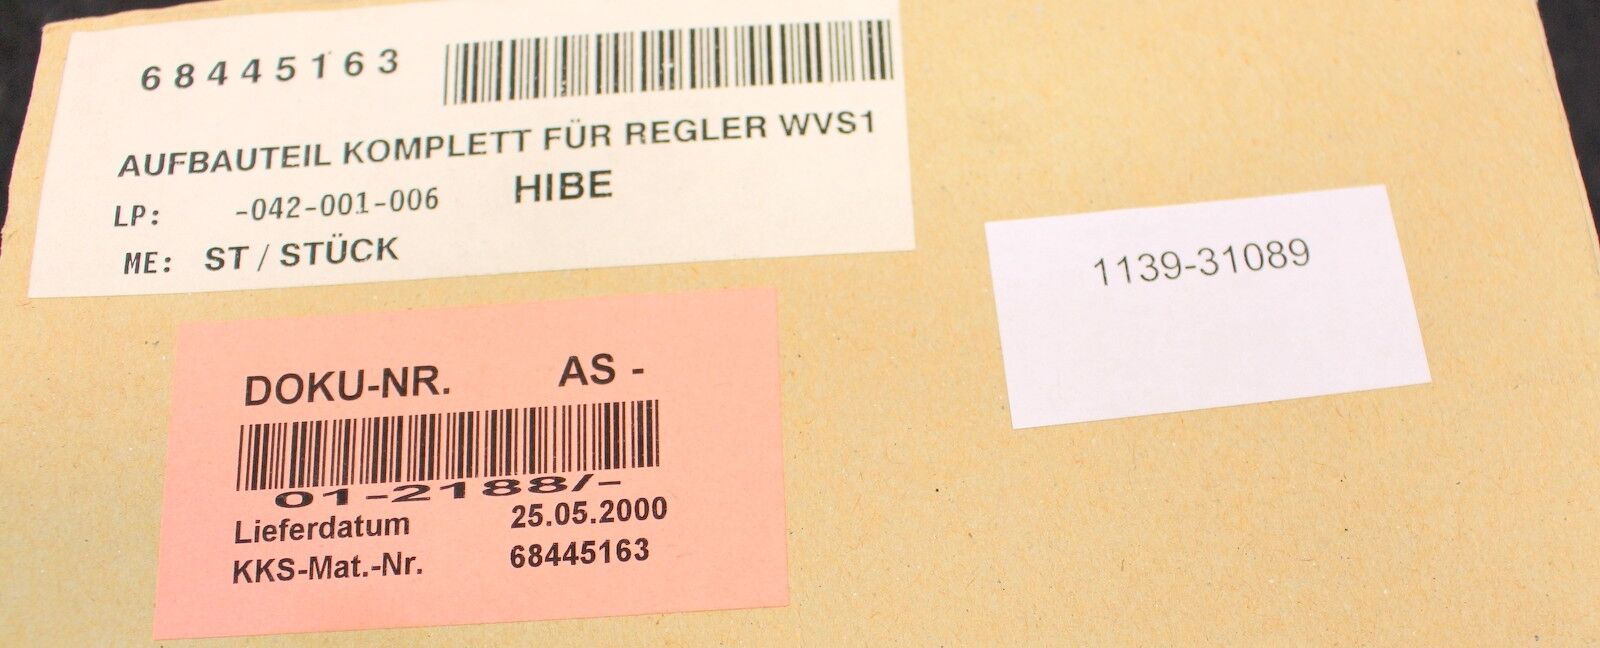 68445163
AUFBAUTEIL KOMPLETT FÜR REGLER WVS1
LP: -042-001-006 HIBE
ME: ST / STÜCK
1139-31089
DOKU-NR. AS -
01-2188/-
Lieferdatum 25.05.2000
KKS-Mat.-Nr. 68445163